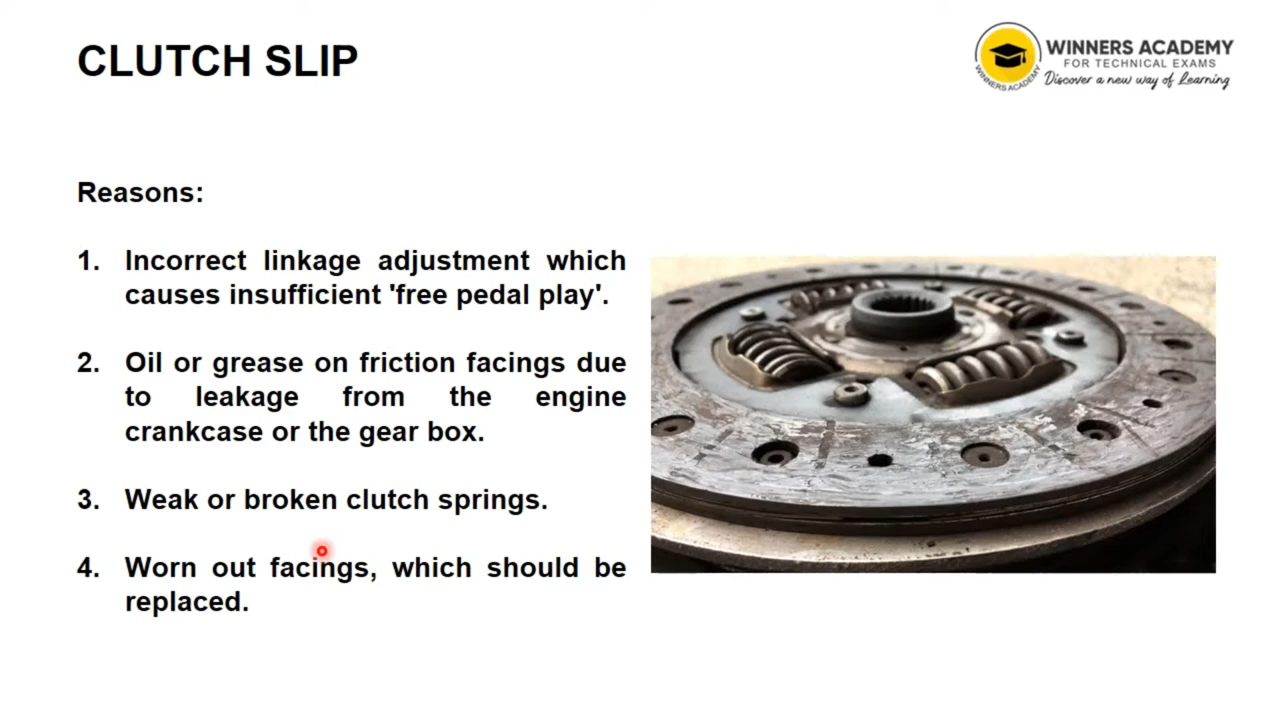 CLUTCH SLIP
WINNERS ACADEMY
FOR TECHNICAL EXAMS
Discover a new way of Learning
WINNERS ACADEMY
Reasons:
1. Incorrect linkage adjustment which
causes insufficient 'free pedal play'.
2. Oil or grease on friction facings due
to leakage from the engine
crankcase or the gear box.
3. Weak or broken clutch springs.
4. Worn out facings, which should be
replaced.